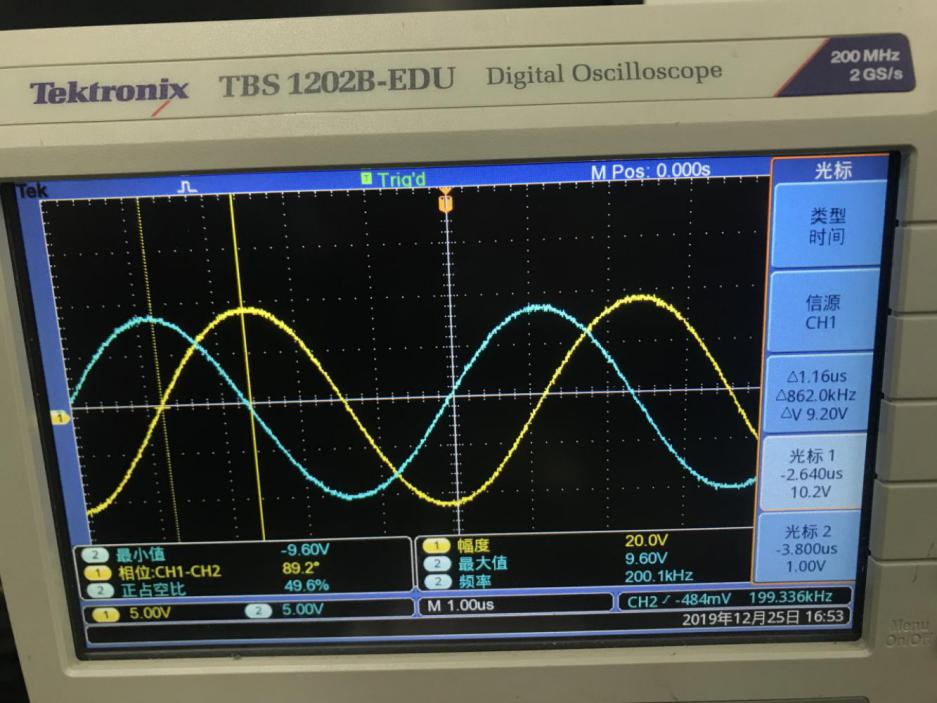 Tektronix TBS 1202B-EDU Digital Oscilloscope 200 MHz
2 GS/s
Tek Trig'd M Pos: 0.000s
T
光标
类型
时间
信源
CH1
△1.16us
△862.0kHz
△V 9.20V
光标 1
-2.640us
10.2V
光标 2
-3.800us
1.00V
1
2 最小值 -9.60V
1 相位:CH1-CH2 89.2°
2 正占空比 49.6%
1 幅度 20.0V
2 最大值 9.60V
2 频率 200.1kHz
1 5.00V 2 5.00V M 1.00us CH2 -484mV 199.336kHz
2019年12月25日 16:53
Menu
On/Off